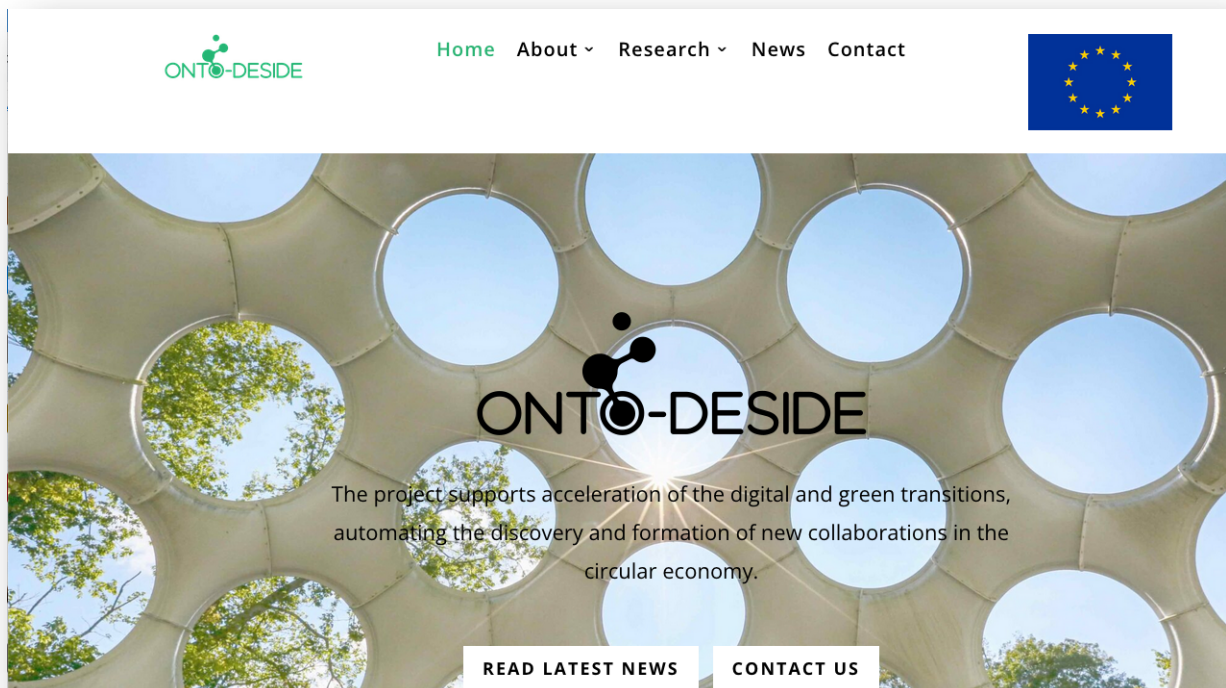 ONTO-DESIDE
Home About Research News Contact
ONTO-DESIDE
The project supports acceleration of the digital and green transitions,
automating the discovery and formation of new collaborations in the
circular economy.
READ LATEST NEWS CONTACT US